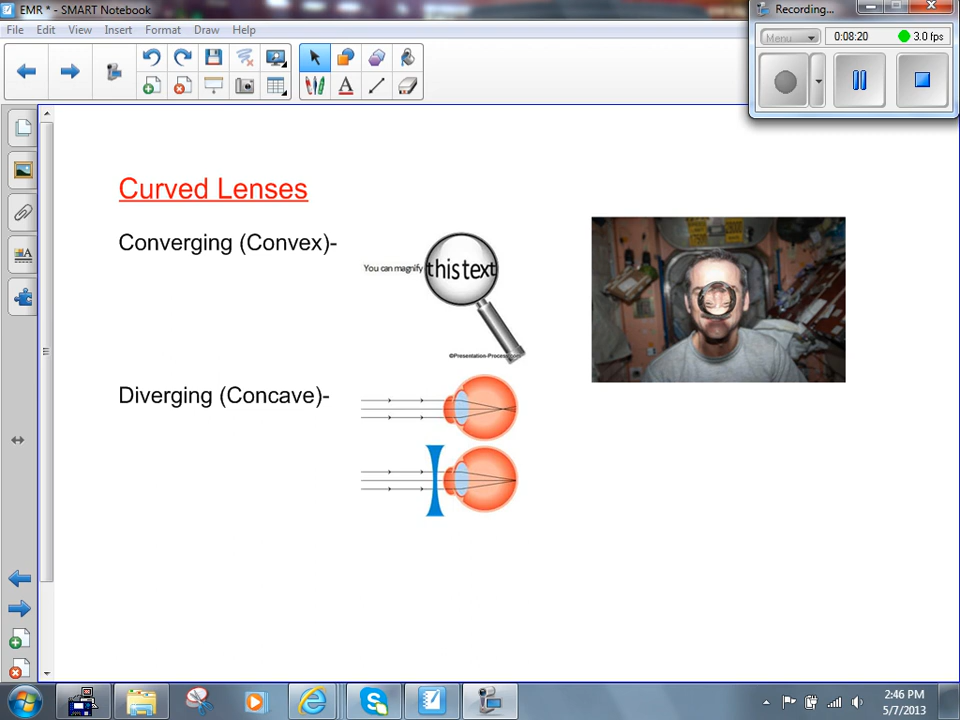 EMR * - SMART Notebook
Recording...
File Edit View Insert Format Draw Help
Menu
0:08:20
3.0 fps
Curved Lenses
Converging (Convex)-
You can magnify this text
Diverging (Concave)-
2:46 PM
5/7/2013